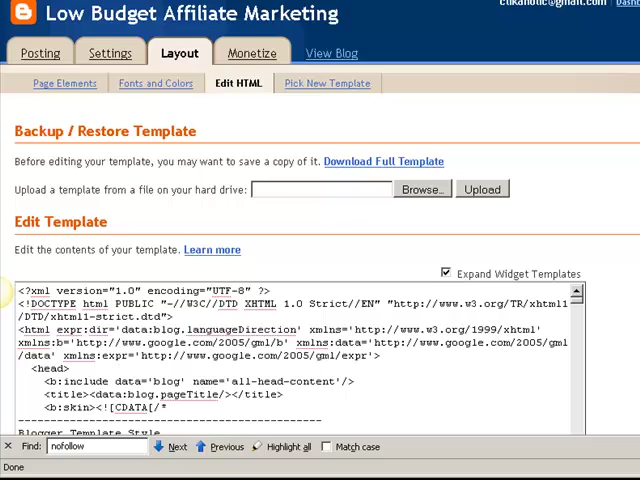 clikaholic@gmail.com Dashb
Low Budget Affiliate Marketing
Posting Settings Layout Monetize View Blog
Page Elements Fonts and Colors Edit HTML Pick New Template
Backup / Restore Template
Before editing your template, you may want to save a copy of it. Download Full Template
Upload a template from a file on your hard drive: Browse... Upload
Edit Template
Edit the contents of your template. Learn more
Expand Widget Templates
<?xml version="1.0" encoding="UTF-8" ?>
<!DOCTYPE html PUBLIC "-//W3C//DTD XHTML 1.0 Strict//EN" "http://www.w3.org/TR/xhtml1
/DTD/xhtml1-strict.dtd">
<html expr:dir='data:blog.languageDirection' xmlns='http://www.w3.org/1999/xhtml'
xmlns:b='http://www.google.com/2005/gml/b' xmlns:data='http://www.google.com/2005/gml
/data' xmlns:expr='http://www.google.com/2005/gml/expr'>
<head>
<b:include data='blog' name='all-head-content'/>
<title><data:blog.pageTitle/></title>
<b:skin><![CDATA[/*
-----------------------------------------------
Blogger Template Style
Find: nofollow Next Previous Highlight all Match case
Done